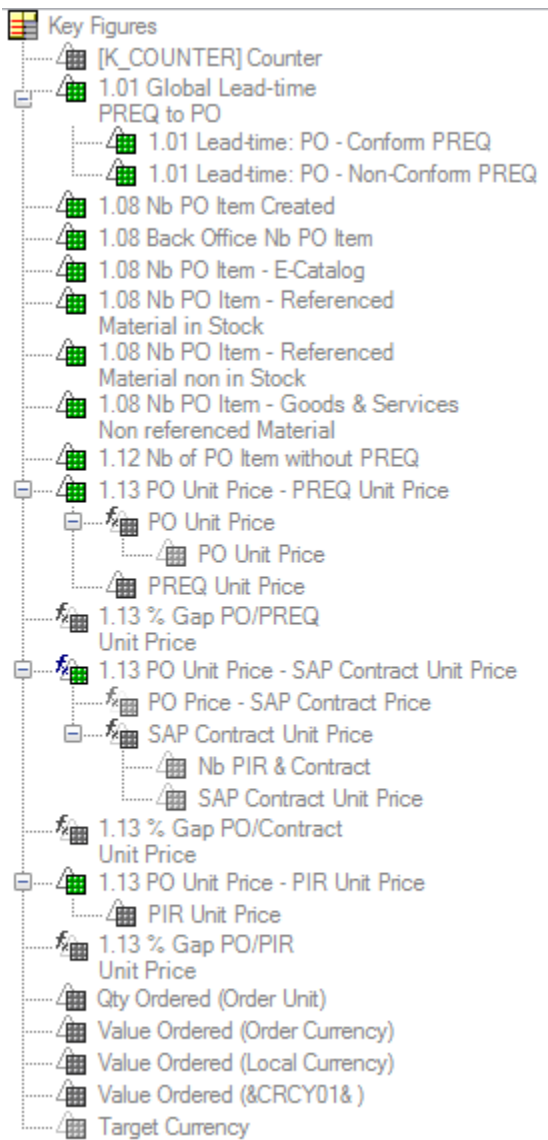 Key Figures
[K_COUNTER] Counter
1.01 Global Lead-time
PREQ to PO
1.01 Lead-time: PO - Conform PREQ
1.01 Lead-time: PO - Non-Conform PREQ
1.08 Nb PO Item Created
1.08 Back Office Nb PO Item
1.08 Nb PO Item - E-Catalog
1.08 Nb PO Item - Referenced
Material in Stock
1.08 Nb PO Item - Referenced
Material non in Stock
1.08 Nb PO Item - Goods & Services
Non referenced Material
1.12 Nb of PO Item without PREQ
1.13 PO Unit Price - PREQ Unit Price
PO Unit Price
PO Unit Price
PREQ Unit Price
1.13 % Gap PO/PREQ
Unit Price
1.13 PO Unit Price - SAP Contract Unit Price
PO Price - SAP Contract Price
SAP Contract Unit Price
Nb PIR & Contract
SAP Contract Unit Price
1.13 % Gap PO/Contract
Unit Price
1.13 PO Unit Price - PIR Unit Price
PIR Unit Price
1.13 % Gap PO/PIR
Unit Price
Qty Ordered (Order Unit)
Value Ordered (Order Currency)
Value Ordered (Local Currency)
Value Ordered (&CRCY01& )
Target Currency